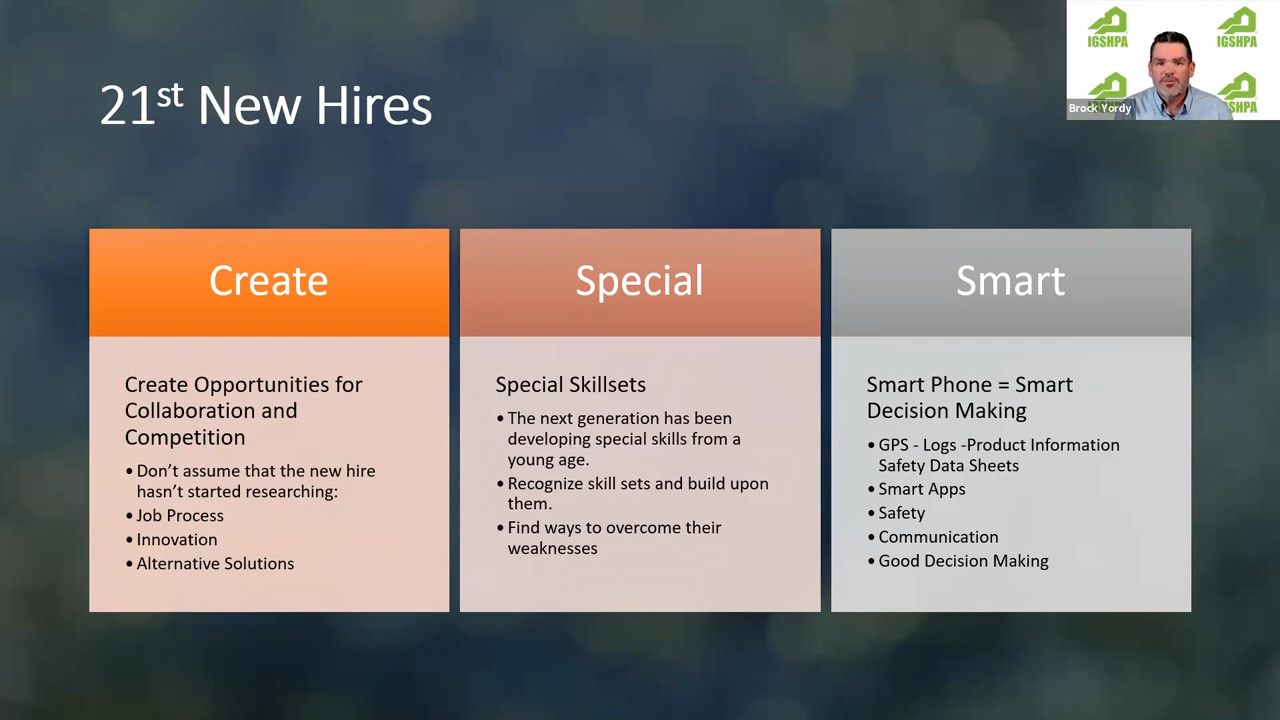 21st New Hires
IGSHPA
IGSHPA
IGSHPA
Brock Yordy
Create
Create Opportunities for
Collaboration and
Competition
• Don’t assume that the new hire
hasn’t started researching:
• Job Process
• Innovation
• Alternative Solutions
Special
Special Skillsets
• The next generation has been
developing special skills from a
young age.
• Recognize skill sets and build upon
them.
• Find ways to overcome their
weaknesses
Smart
Smart Phone = Smart
Decision Making
• GPS - Logs -Product Information
Safety Data Sheets
• Smart Apps
• Safety
• Communication
• Good Decision Making